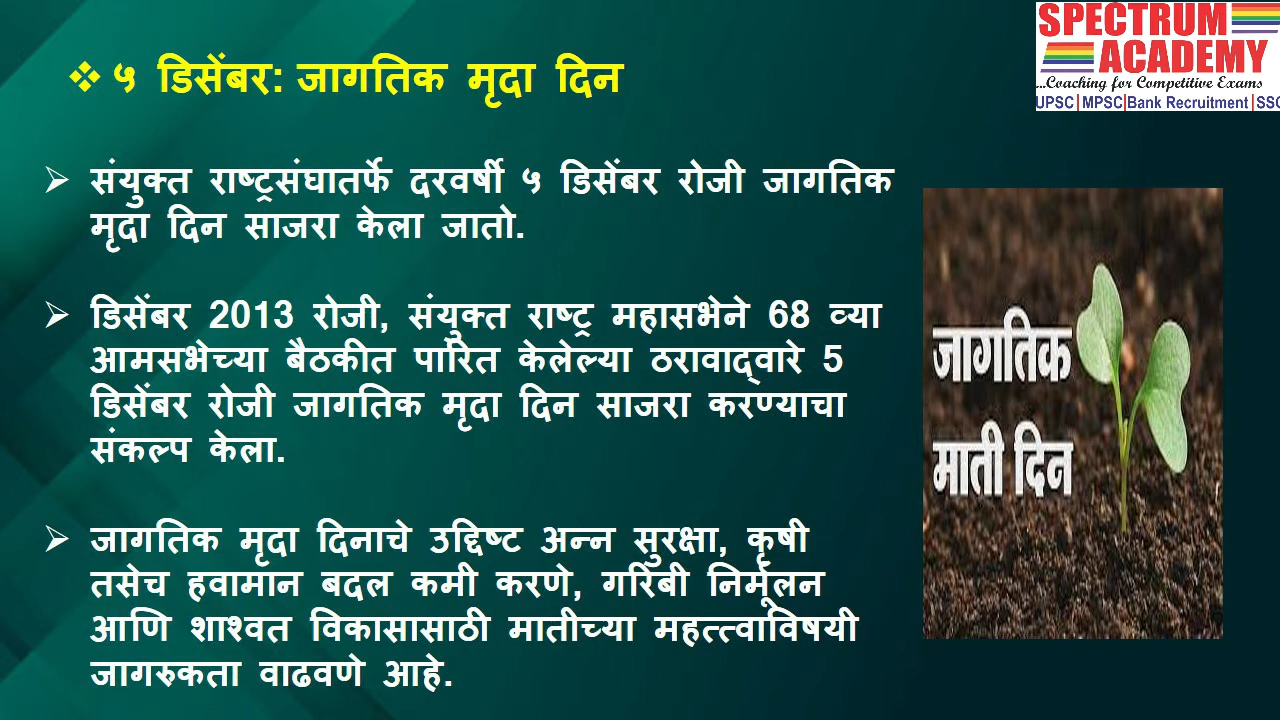 ❖ ५ डिसेंबर: जागतिक मृदा दिन
SPECTRUM
ACADEMY
...Coaching for Competitive Exams
UPSC|MPSC|Bank Recruitment|SSC
➢ संयुक्त राष्ट्रसंघातर्फे दरवर्षी ५ डिसेंबर रोजी जागतिक
मृदा दिन साजरा केला जातो.
➢ डिसेंबर 2013 रोजी, संयुक्त राष्ट्र महासभेने 68 व्या
आमसभेच्या बैठकीत पारित केलेल्या ठरावाद्वारे 5
डिसेंबर रोजी जागतिक मृदा दिन साजरा करण्याचा
संकल्प केला.
➢ जागतिक मृदा दिनाचे उद्दिष्ट अन्न सुरक्षा, कृषी
तसेच हवामान बदल कमी करणे, गरिबी निर्मूलन
आणि शाश्वत विकासासाठी मातीच्या महत्त्वाविषयी
जागरुकता वाढवणे आहे.
जागतिक
माती दिन